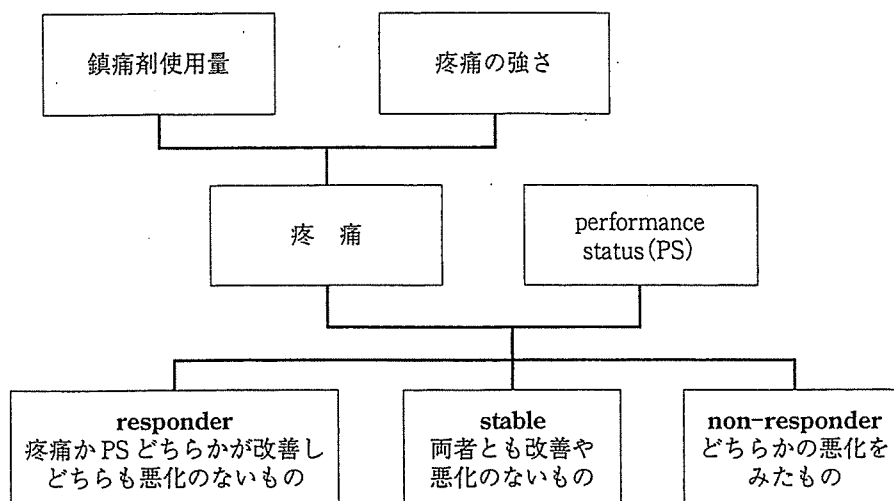 鎮痛剤使用量
疼痛の強さ
疼 痛
performance
status(PS)
responder
疼痛かPSどちらかが改善し
どちらも悪化のないもの
stable
両者とも改善や
悪化のないもの
non-responder
どちらかの悪化を
みたもの